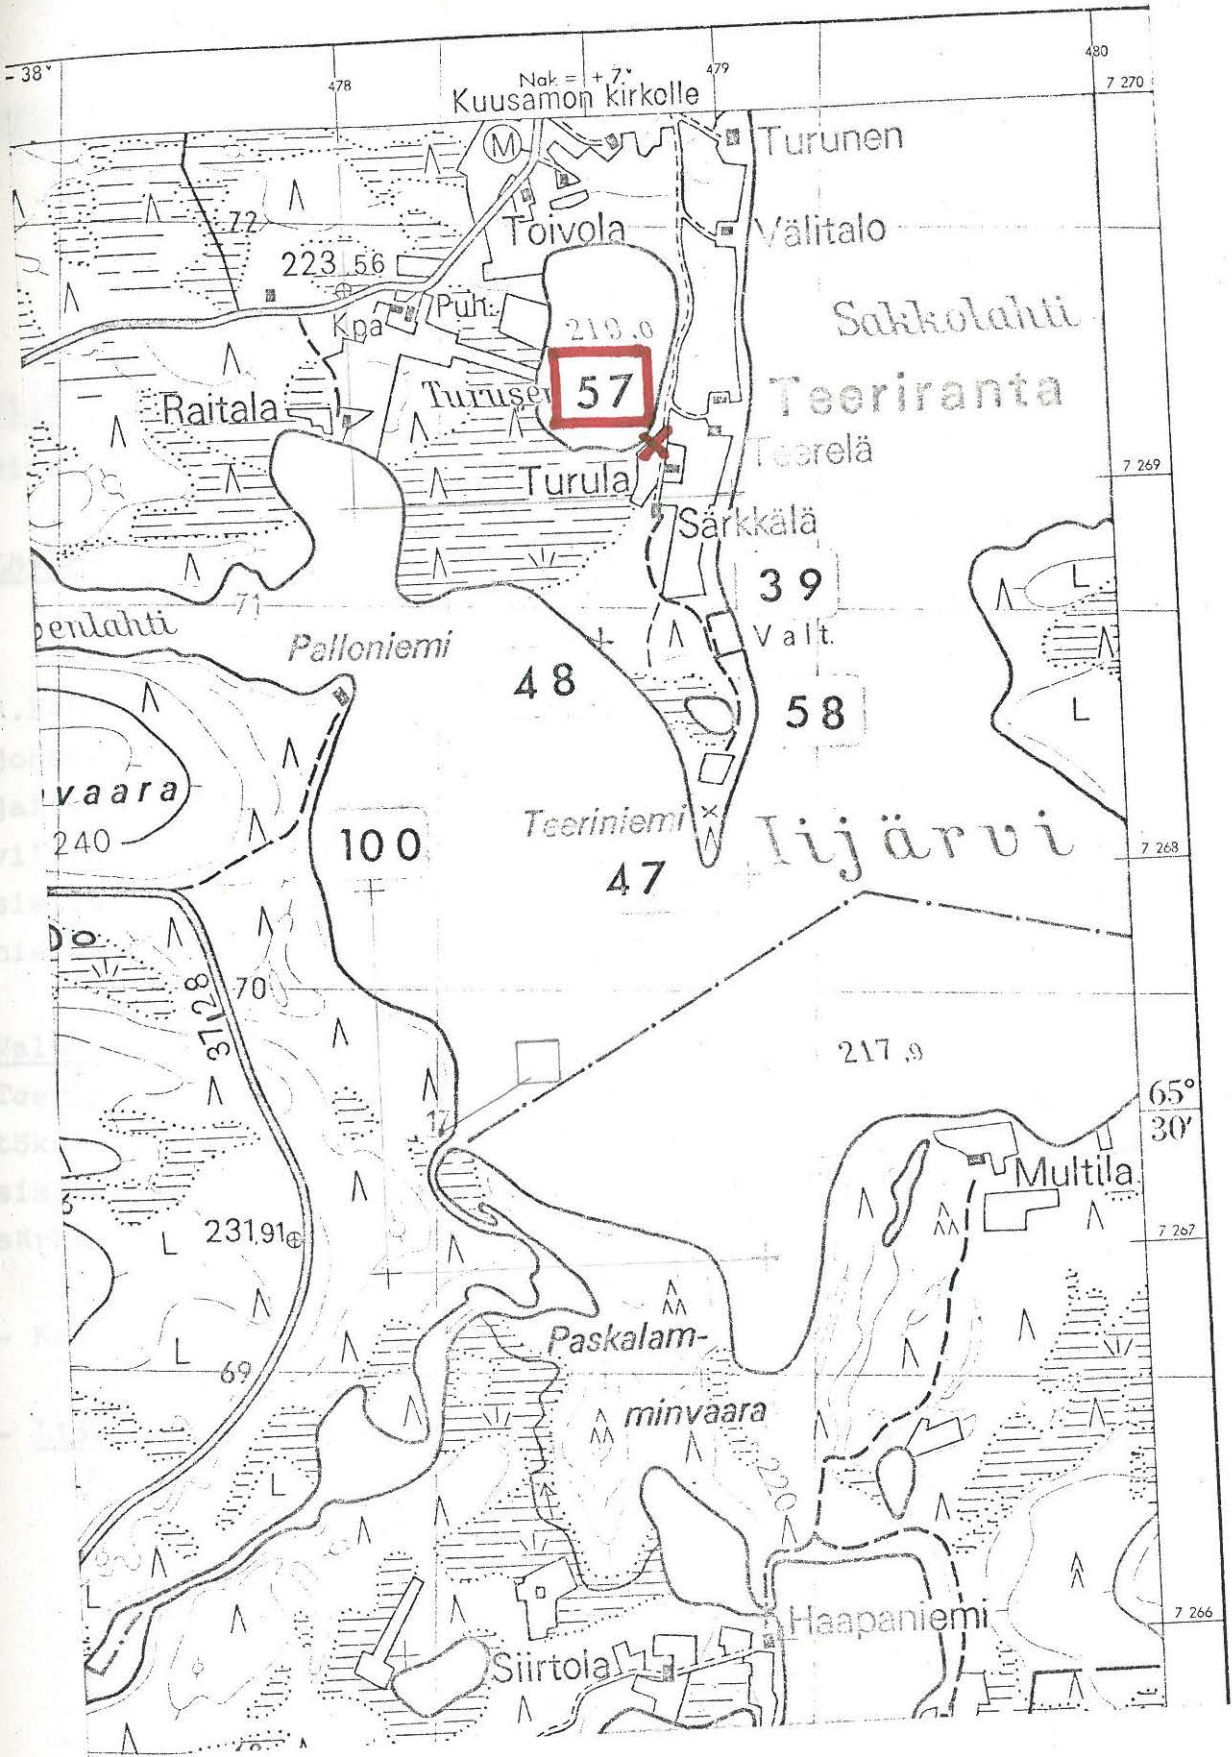 - 38ᵛ
478
Nak = + 7.ᵛ
479
480
Kuusamon kirkolle
7 270
M
Turunen
72
Toivola
Välitalo
223,56
Puh.
Kpa
219,0
Sakkolahti
57
Raitala
Teeriranta
Turula
Teerelä
7 269
Särkkälä
39
L
71
Palloniemi
Valt.
48
58
L
vaara
240
Teeriniemi
Iijärvi
100
47
7 268
70
3728
217,9
17
65°
30'
Multila
231,91
L
7 267
L
Paskalam-
69
minvaara
L
220
L
Haapaniemi
7 266
Siirtola